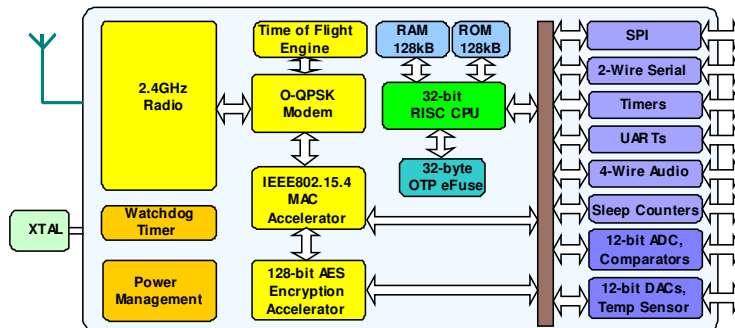 2.4GHz
Radio
Time of Flight
Engine
O-QPSK
Modem
IEEE802.15.4
MAC
Accelerator
128-bit AES
Encryption
Accelerator
XTAL
Watchdog
Timer
Power
Management
RAM
128kB
ROM
128kB
32-bit
RISC CPU
32-byte
OTP eFuse
SPI
2-Wire Serial
Timers
UARTs
4-Wire Audio
Sleep Counters
12-bit ADC,
Comparators
12-bit DACs,
Temp Sensor